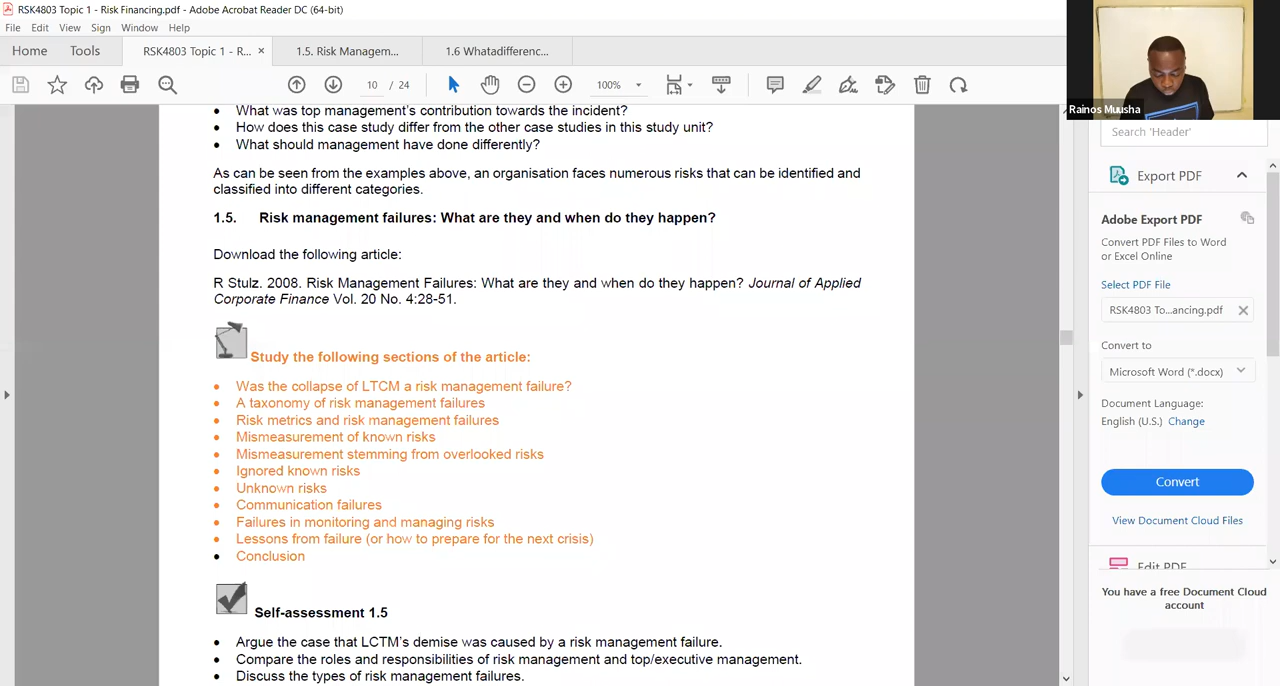 RSK4803 Topic 1 - Risk Financing.pdf - Adobe Acrobat Reader DC (64-bit)
File Edit View Sign Window Help
Home Tools RSK4803 Topic 1 - R... × 1.5. Risk Managem... 1.6 Whatadifferenc...
10 / 24 100%
Rainos Muusha
What was top management's contribution towards the incident?
How does this case study differ from the other case studies in this study unit?
What should management have done differently?
As can be seen from the examples above, an organisation faces numerous risks that can be identified and
classified into different categories.
1.5. Risk management failures: What are they and when do they happen?
Download the following article:
R Stulz. 2008. Risk Management Failures: What are they and when do they happen? Journal of Applied
Corporate Finance Vol. 20 No. 4:28-51.
Study the following sections of the article:
• Was the collapse of LTCM a risk management failure?
• A taxonomy of risk management failures
• Risk metrics and risk management failures
• Mismeasurement of known risks
• Mismeasurement stemming from overlooked risks
• Ignored known risks
• Unknown risks
• Communication failures
• Failures in monitoring and managing risks
• Lessons from failure (or how to prepare for the next crisis)
• Conclusion
Self-assessment 1.5
• Argue the case that LCTM's demise was caused by a risk management failure.
• Compare the roles and responsibilities of risk management and top/executive management.
• Discuss the types of risk management failures.
Search 'Header'
Export PDF
Adobe Export PDF
Convert PDF Files to Word
or Excel Online
Select PDF File
RSK4803 To...ancing.pdf
Convert to
Microsoft Word (*.docx)
Document Language:
English (U.S.) Change
Convert
View Document Cloud Files
Edit PDF
You have a free Document Cloud
account